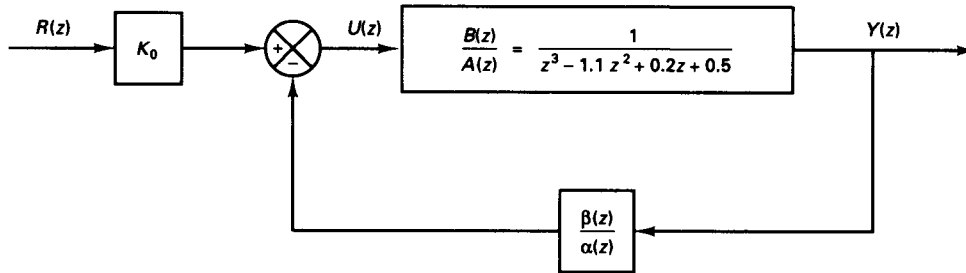 R(z)
K₀
+
−
U(z)
B(z)/A(z) = 1/(z³ − 1.1 z² + 0.2z + 0.5)
Y(z)
β(z)/α(z)